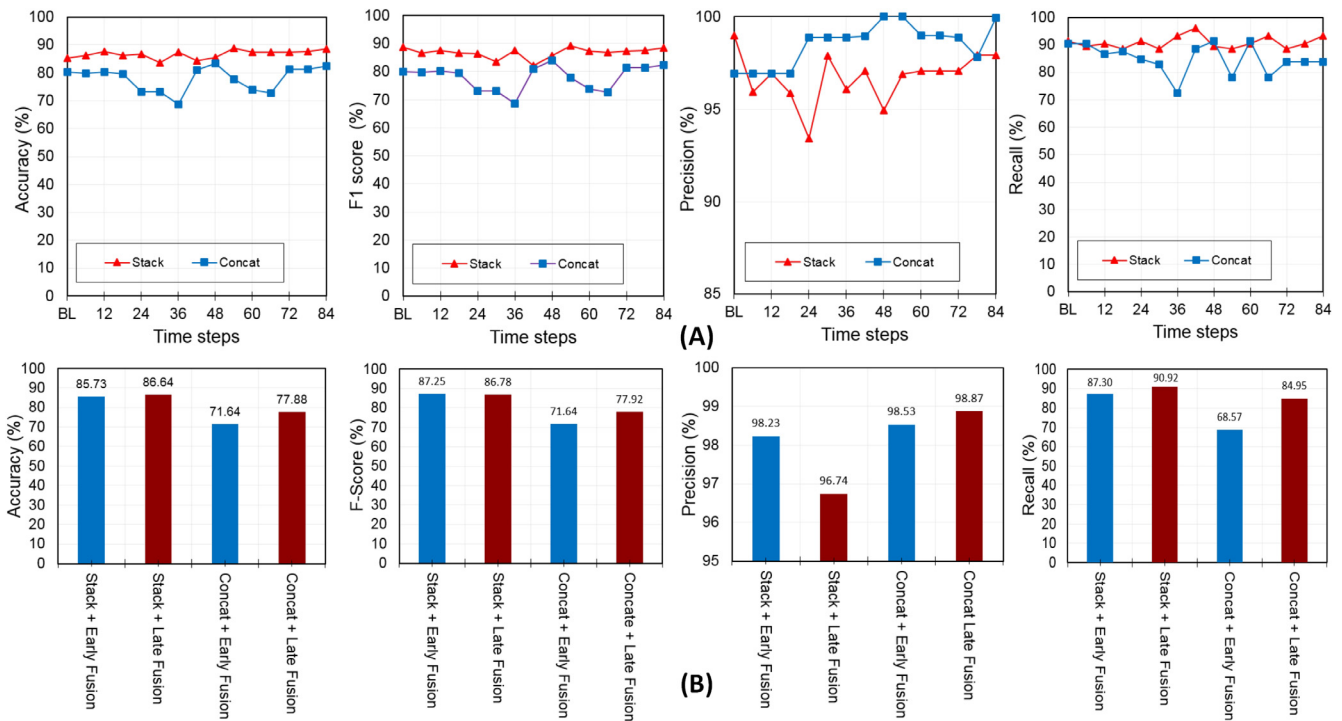 100
90
80
70
60
50
40
30
20
10
0
Accuracy (%)
Stack
Concat
BL 12 24 36 48 60 72 84
Time steps
100
90
80
70
60
50
40
30
20
10
0
F1 score (%)
Stack
Concat
BL 12 24 36 48 60 72 84
Time steps
100
95
90
85
Precision (%)
Stack
Concat
BL 12 24 36 48 60 72 84
Time steps
100
90
80
70
60
50
40
30
20
10
0
Recall (%)
Stack
Concat
BL 12 24 36 48 60 72 84
Time steps
(A)
100
90
80
70
60
50
40
30
20
10
0
Accuracy (%)
85.73
86.64
71.64
77.88
Stack + Early Fusion
Stack + Late Fusion
Concat + Early Fusion
Concat + Late Fusion
100
90
80
70
60
50
40
30
20
10
0
F-Score (%)
87.25
86.78
71.64
77.92
Stack + Early Fusion
Stack + Late Fusion
Concat + Early Fusion
Concate + Late Fusion
100
99
98
97
96
95
Precision (%)
98.23
96.74
98.53
98.87
Stack + Early Fusion
Stack + Late Fusion
Concat + Early Fusion
Concat Late Fusion
100
90
80
70
60
50
40
30
20
10
0
Recall (%)
87.30
90.92
68.57
84.95
Stack + Early Fusion
Stack + Late Fusion
Concat + Early Fusion
Concat + Late Fusion
(B)